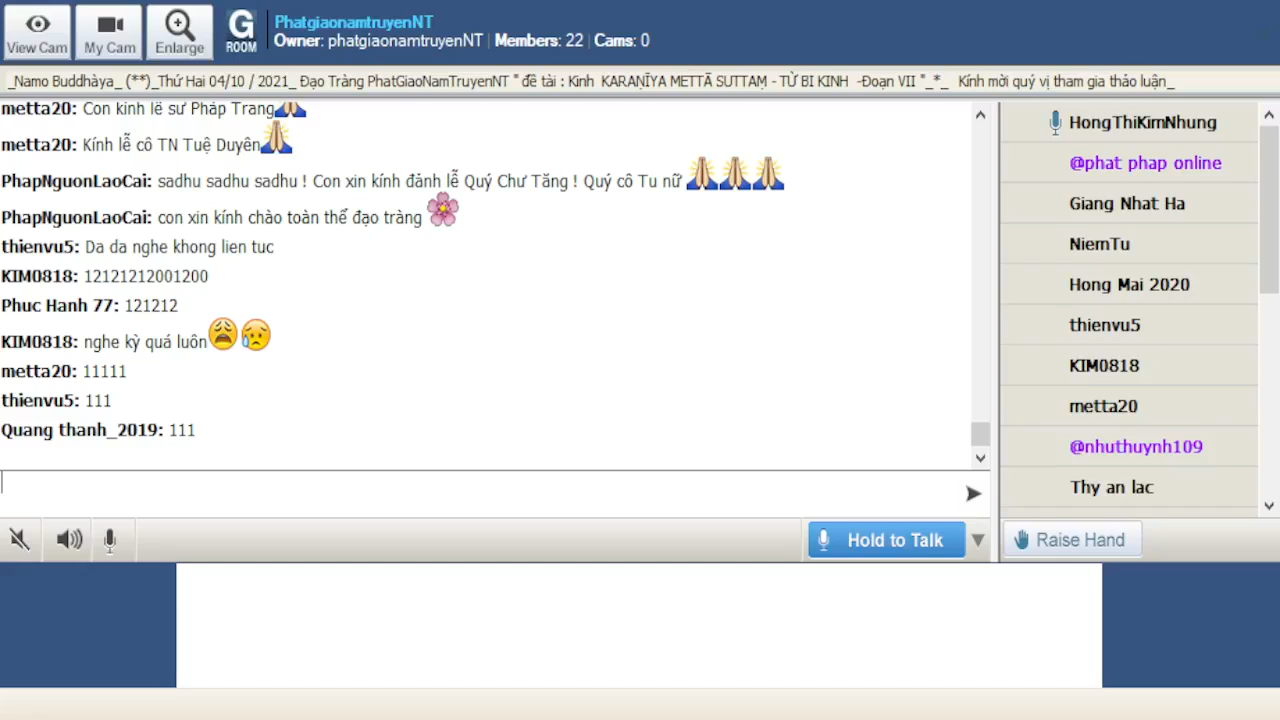 View Cam
My Cam
Enlarge
G
ROOM
PhatgiaonamtruyenNT
Owner: phatgiaonamtruyenNT | Members: 22 | Cams: 0
_Namo Buddhàya_ (**)_Thứ Hai 04/10 / 2021_ Đạo Tràng PhatGiaoNamTruyenNT " đề tài : Kinh KARAṆĪYA METTĀ SUTTAṂ - TỪ BI KINH -Đoạn VII "_*_ Kính mời quý vị tham gia thảo luận_
metta20: Con kính lễ sư Pháp Trang
metta20: Kính lễ cô TN Tuệ Duyên
PhapNguonLaoCai: sadhu sadhu sadhu ! Con xin kính đảnh lễ Quý Chư Tăng ! Quý cô Tu nữ
PhapNguonLaoCai: con xin kính chào toàn thể đạo tràng
thienvu5: Da da nghe khong lien tuc
KIM0818: 12121212001200
Phuc Hanh 77: 121212
KIM0818: nghe kỳ quá luôn
metta20: 11111
thienvu5: 111
Quang thanh_2019: 111
HongThiKimNhung
@phat phap online
Giang Nhat Ha
NiemTu
Hong Mai 2020
thienvu5
KIM0818
metta20
@nhuthuynh109
Thy an lac
Hold to Talk
Raise Hand